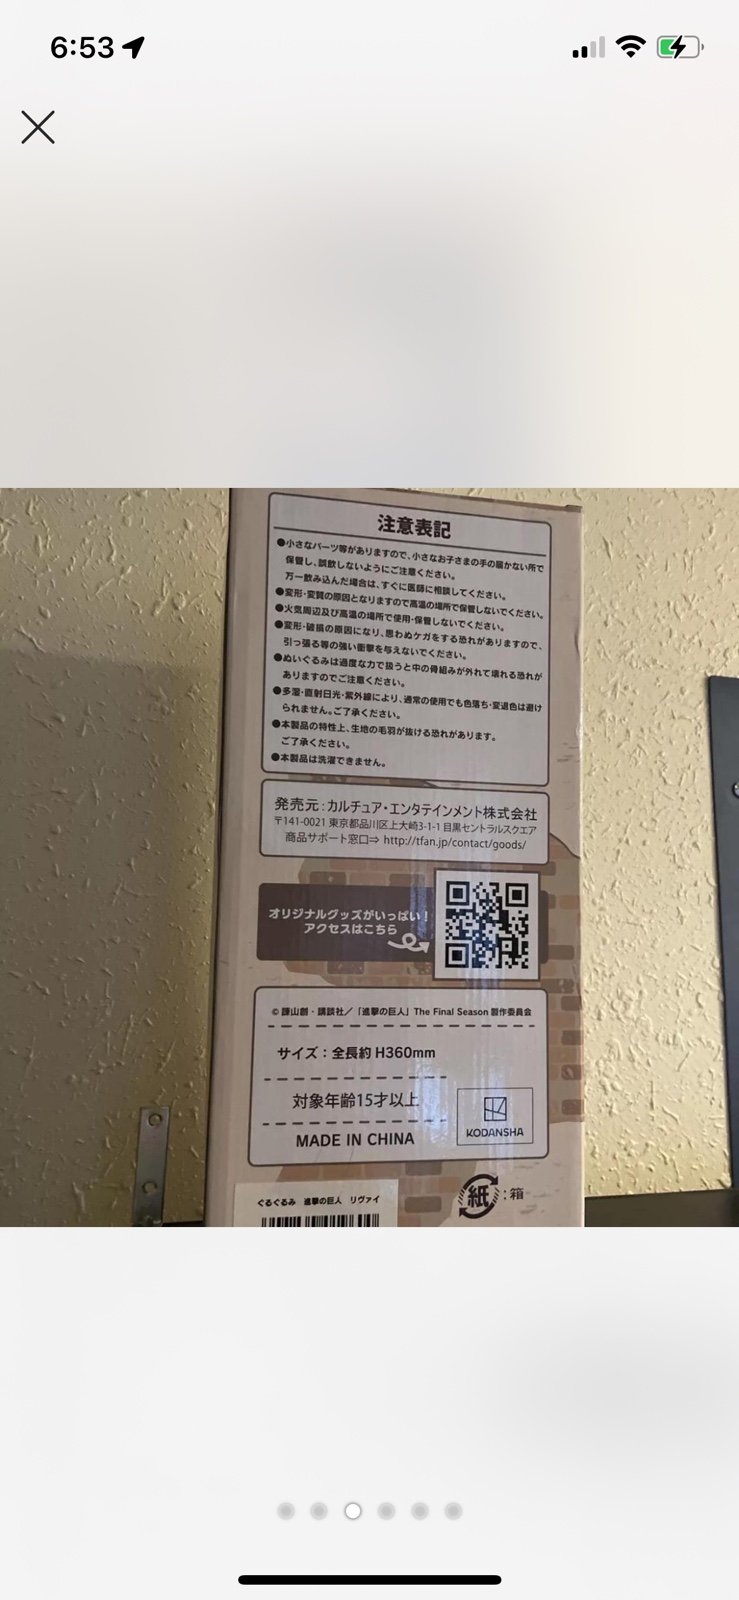 6:53
注意表記
●小さなパーツ等がありますので、小さなお子さまの手の届かない所で
保管し、誤飲しないようにご注意ください。
万一飲み込んだ場合は、すぐに医師に相談してください。
●変形・変質の原因となりますので高温の場所で保管しないでください。
●火気周辺及び高温の場所で使用・保管しないでください。
●変形・破損の原因になり、思わぬケガをする恐れがありますので、
引っ張る等の強い衝撃を与えないでください。
●ぬいぐるみは過度な力で扱うと中の骨組みが外れて壊れる恐れが
ありますのでご注意ください。
●多湿・直射日光・紫外線により、通常の使用でも色落ち・変退色は避け
られません。ご了承ください。
●本製品の特性上、生地の毛羽が抜ける恐れがあります。
ご了承ください。
●本製品は洗濯できません。
発売元：カルチュア・エンタテインメント株式会社
〒141-0021 東京都品川区上大崎3-1-1 目黒セントラルスクエア
商品サポート窓口⇒ http://tfan.jp/contact/goods/
オリジナルグッズがいっぱい！
アクセスはこちら
© 諫山創・講談社／「進撃の巨人」The Final Season 製作委員会
サイズ：全長約 H360mm
対象年齢15才以上
MADE IN CHINA
KODANSHA
ぐるぐるみ 進撃の巨人 リヴァイ
紙：箱